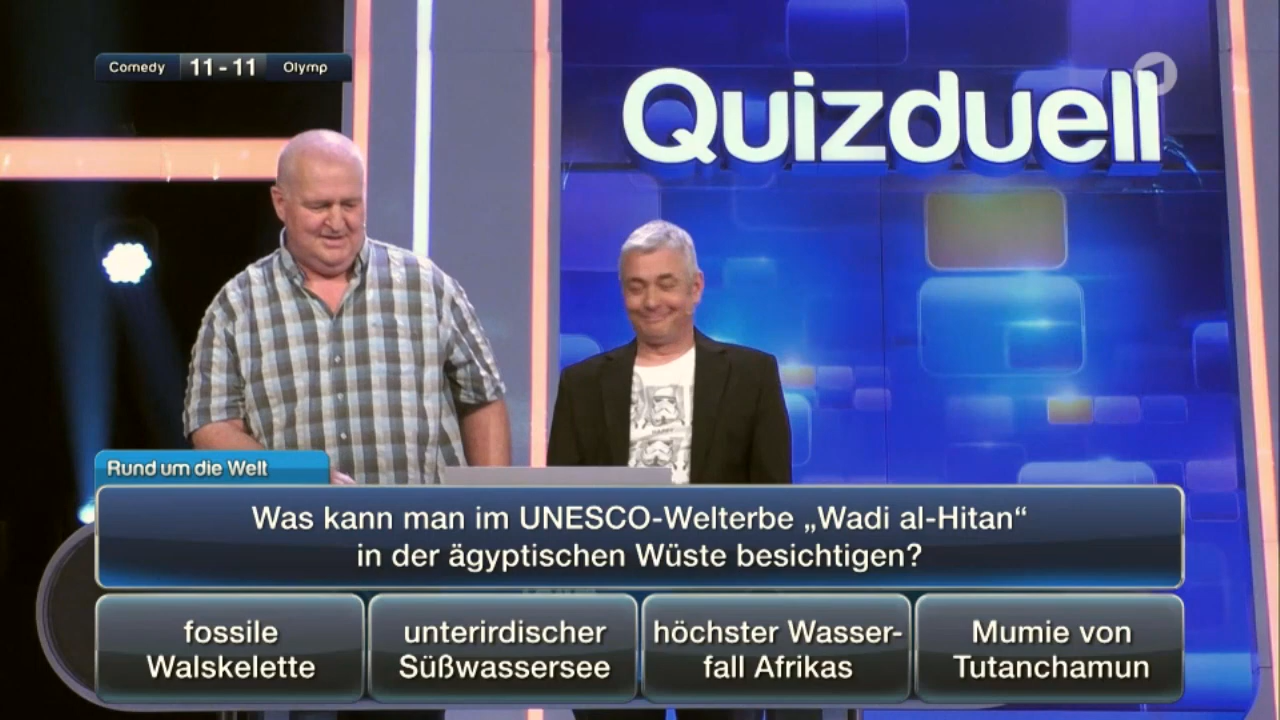 Comedy 11-11 Olymp
Quizduell
Rund um die Welt
Was kann man im UNESCO-Welterbe „Wadi al-Hitan“
in der ägyptischen Wüste besichtigen?
fossile
Walskelette
unterirdischer
Süßwassersee
höchster Wasser-
fall Afrikas
Mumie von
Tutanchamun